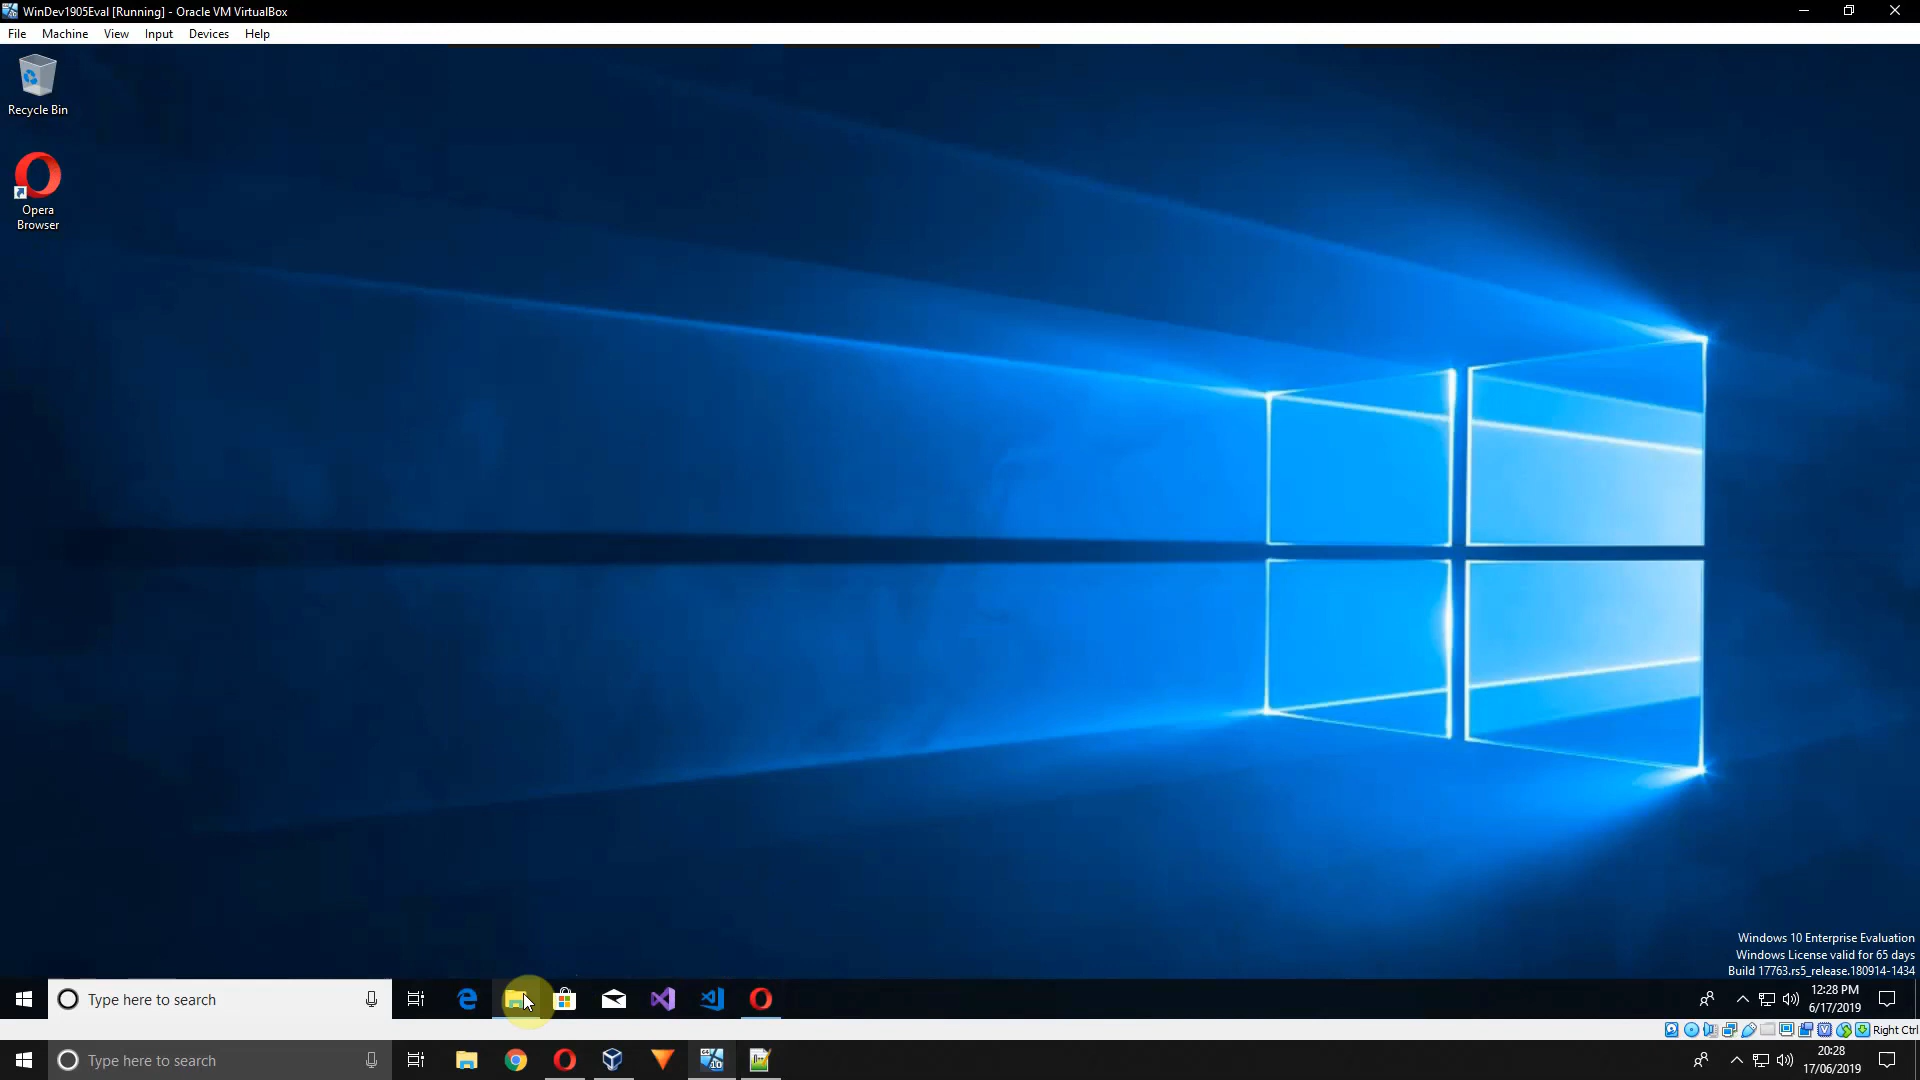 WinDev1905Eval [Running] - Oracle VM VirtualBox
File Machine View Input Devices Help
Recycle Bin
Opera
Browser
Windows 10 Enterprise Evaluation
Windows License valid for 65 days
Build 17763.rs5_release.180914-1434
Type here to search
12:28 PM
6/17/2019
Right Ctrl
Type here to search
20:28
17/06/2019